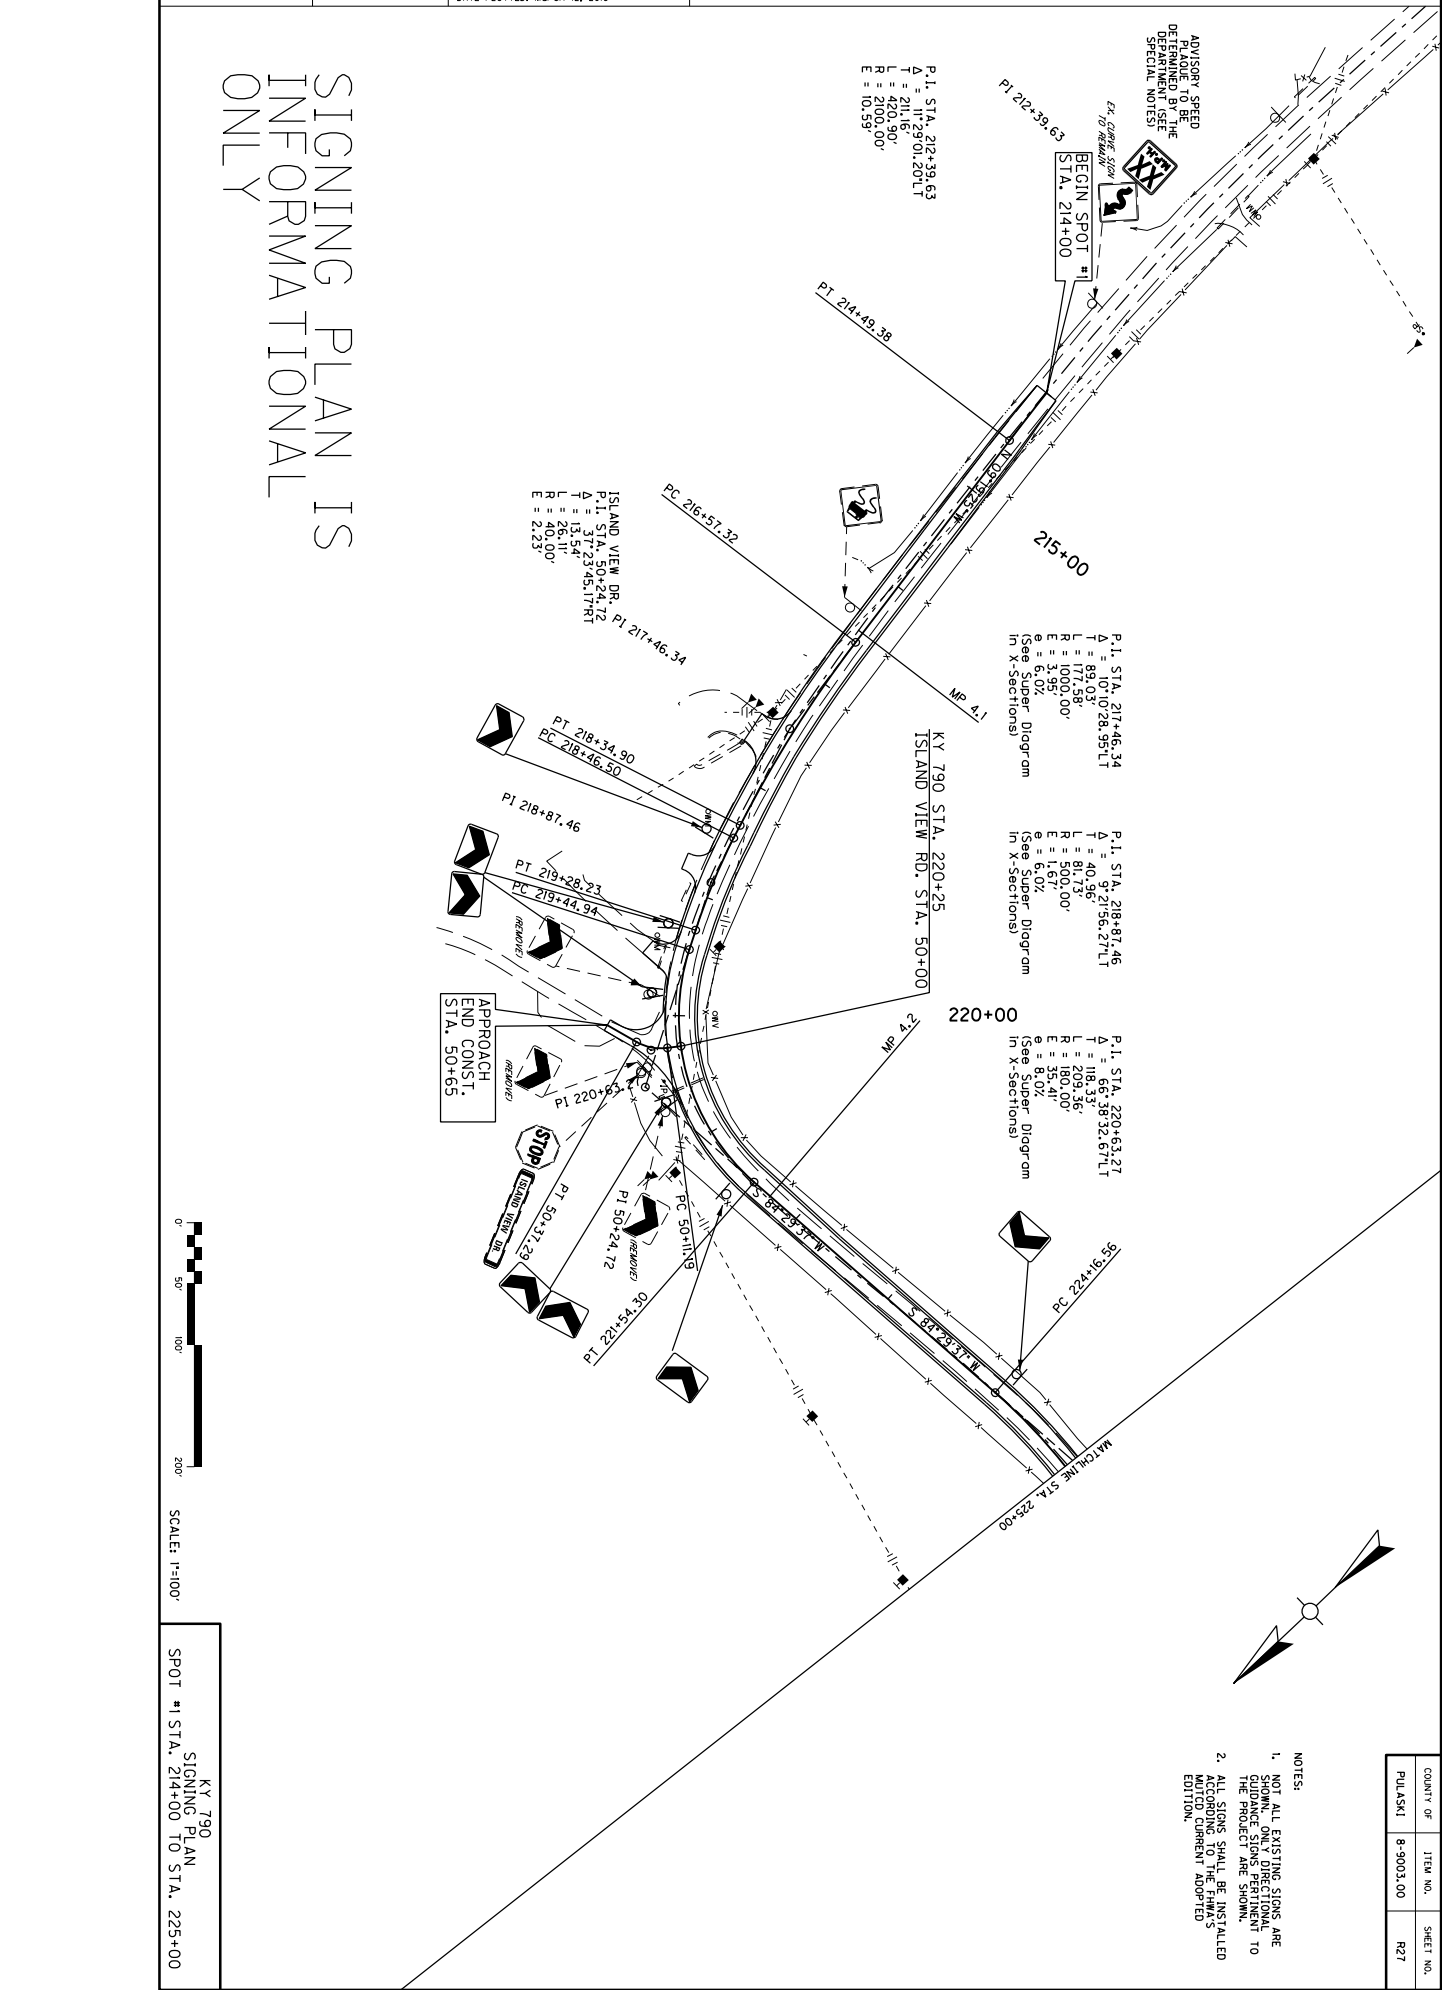 COUNTY OF
ITEM NO.
SHEET NO.
PULASKI
8-9003.00
R27
NOTES:
1. NOT ALL EXISTING SIGNS ARE
SHOWN. ONLY DIRECTIONAL
GUIDANCE SIGNS PERTINENT TO
THE PROJECT ARE SHOWN.
2. ALL SIGNS SHALL BE INSTALLED
ACCORDING TO THE FHWA'S
MUTCD CURRENT ADOPTED
EDITION.
ADVISORY SPEED
PLAQUE TO BE
DETERMINED BY THE
DEPARTMENT (SEE
SPECIAL NOTES)
XX
M.P.H.
EX. CURVE SIGN
TO REMAIN
BEGIN SPOT #1
STA. 214+00
PI 212+39.63
P.I. STA. 212+39.63
Δ = 11°29'01.20"LT
T = 211.16'
L = 420.90'
R = 2100.00'
E = 10.59'
PT 214+49.38
N 09°19'25" W
215+00
PC 216+57.32
MP 4.1
P.I. STA. 217+46.34
Δ = 10°10'28.95"LT
T = 89.03'
L = 177.58'
R = 1000.00'
E = 3.95'
e = 6.0%
(See Super Diagram
in X-Sections)
P.I. STA. 218+87.46
Δ = 9°21'56.27"LT
T = 40.96'
L = 81.73'
R = 500.00'
E = 1.67'
e = 6.0%
(See Super Diagram
in X-Sections)
P.I. STA. 220+63.27
Δ = 66°38'32.67"LT
T = 118.33'
L = 209.36'
R = 180.00'
E = 35.41'
e = 8.0%
(See Super Diagram
in X-Sections)
KY 790 STA. 220+25
ISLAND VIEW RD. STA. 50+00
220+00
MP 4.2
ISLAND VIEW DR.
P.I. STA. 50+24.72
Δ = 37°23'45.17"RT
T = 13.54'
L = 26.11'
R = 40.00'
E = 2.23'
PI 217+46.34
PT 218+34.90
PC 218+46.50
PI 218+87.46
PT 219+28.23
PC 219+44.94
(REMOVE)
(REMOVE)
(REMOVE)
APPROACH
END CONST.
STA. 50+65
STOP
ISLAND VIEW DR.
PT 50+37.29
PI 50+24.72
PC 50+11.19
PT 221+54.30
S 84°29'37" W
S 84°29'37" W
PC 224+16.56
MATCHLINE STA. 225+00
SIGNING PLAN IS
INFORMATIONAL
ONLY
0'
50'
100'
200'
SCALE: 1"=100'
KY 790
SIGNING PLAN
SPOT #1 STA. 214+00 TO STA. 225+00